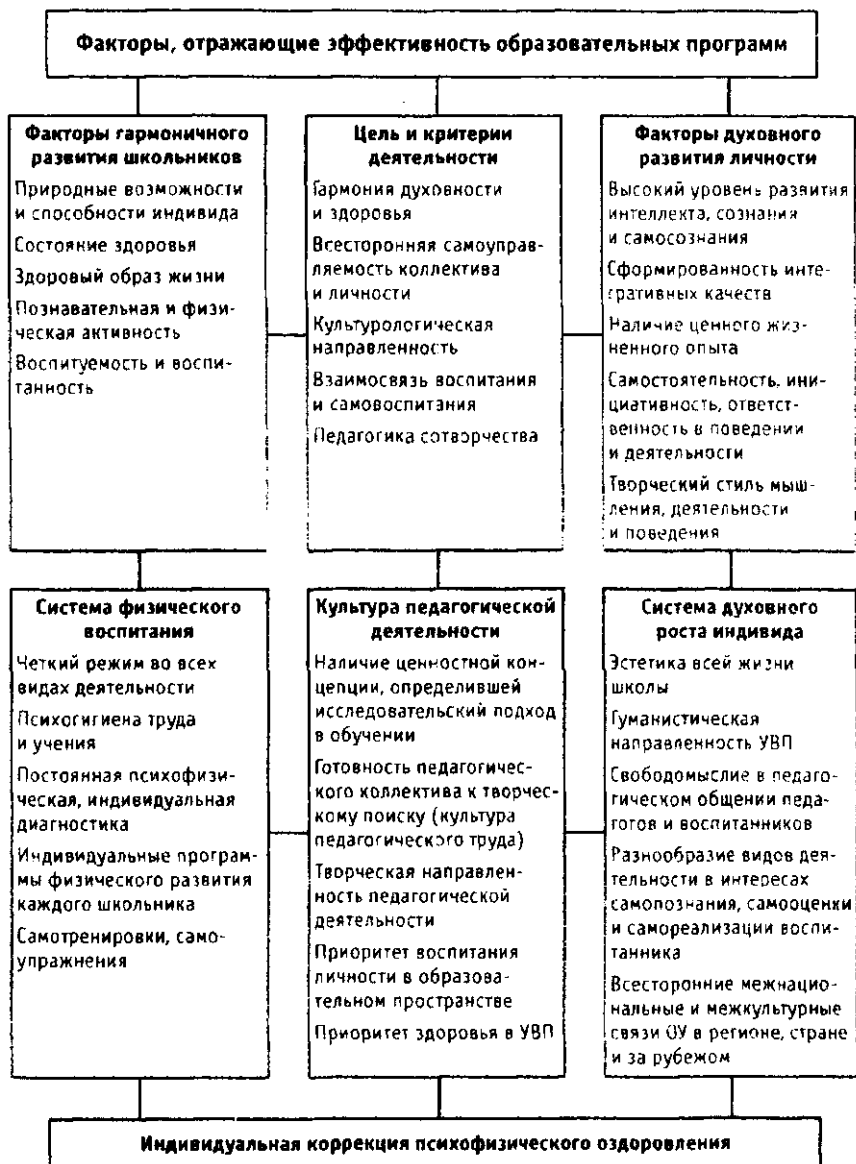 Факторы, отражающие эффективность образовательных программ
Факторы гармоничного
развития школьников
Природные возможности
и способности индивида
Состояние здоровья
Здоровый образ жизни
Познавательная и физи-
ческая активность
Воспитуемость и воспи-
танность
Цель и критерии
деятельности
Гармония духовности
и здоровья
Всесторонняя самоуправ-
ляемость коллектива
и личности
Культурологическая
направленность
Взаимосвязь воспитания
и самовоспитания
Педагогика сотворчества
Факторы духовного
развития личности
Высокий уровень развития
интеллекта, сознания
и самосознания
Сформированность инте-
гративных качеств
Наличие ценного жиз-
ненного опыта
Самостоятельность, ини-
циативность, ответст-
венность в поведении
и деятельности
Творческий стиль мыш-
ления, деятельности
и поведения
Система физического
воспитания
Четкий режим во всех
видах деятельности
Психогигиена труда
и учения
Постоянная психофизи-
ческая, индивидуальная
диагностика
Индивидуальные програм-
мы физического развития
каждого школьника
Самотренировки, само-
упражнения
Культура педагогической
деятельности
Наличие ценностной кон-
цепции, определившей
исследовательский подход
в обучении
Готовность педагогичес-
кого коллектива к творчес-
кому поиску (культура
педагогического труда)
Творческая направлен-
ность педагогической
деятельности
Приоритет воспитания
личности в образова-
тельном пространстве
Приоритет здоровья в УВП
Система духовного
роста индивида
Эстетика всей жизни
школы
Гуманистическая
направленность УВП
Свободомыслие в педаго-
гическом общении педа-
гогов и воспитанников
Разнообразие видов дея-
тельности в интересах
самопознания, самооценки
и самореализации воспи-
танника
Всесторонние межнацио-
нальные и межкультурные
связи ОУ в регионе, стране
и за рубежом
Индивидуальная коррекция психофизического оздоровления